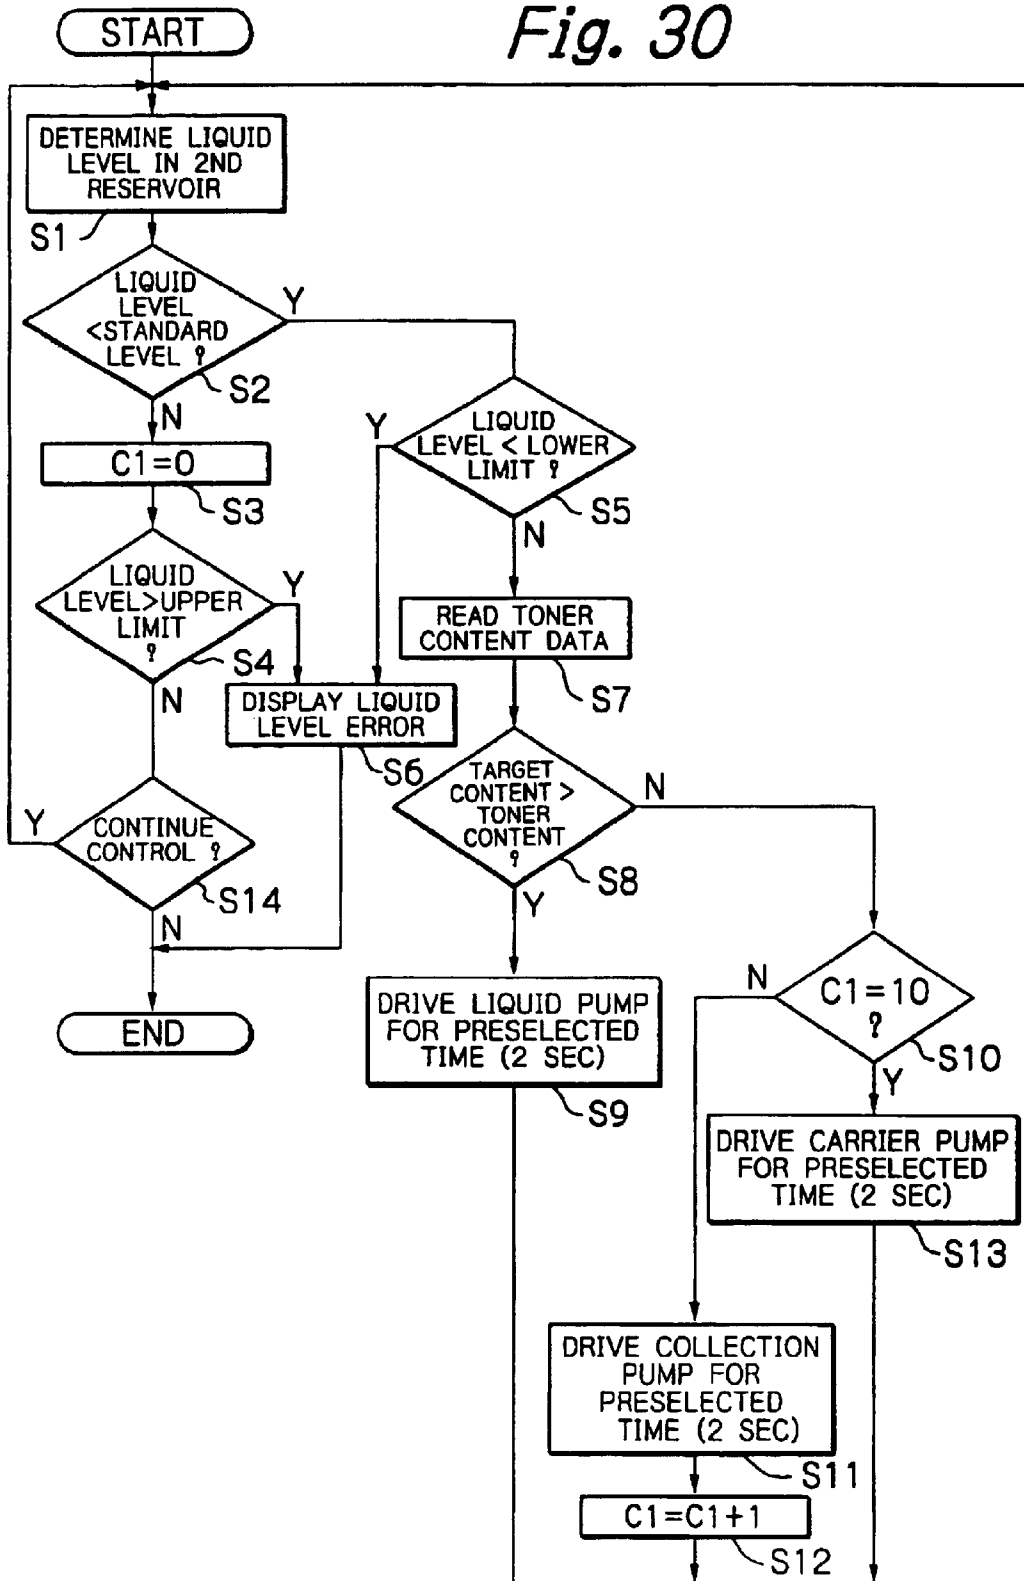 Fig. 30
START
DETERMINE LIQUID
LEVEL IN 2ND
RESERVOIR
S1
LIQUID
LEVEL
<STANDARD
LEVEL ?
Y
S2
N
C1=0
S3
LIQUID
LEVEL>UPPER
LIMIT
?
Y
S4
N
LIQUID
LEVEL < LOWER
LIMIT ?
Y
S5
N
DISPLAY LIQUID
LEVEL ERROR
S6
READ TONER
CONTENT DATA
S7
TARGET
CONTENT >
TONER
CONTENT
?
N
S8
Y
CONTINUE
CONTROL ?
Y
S14
N
END
DRIVE LIQUID PUMP
FOR PRESELECTED
TIME (2 SEC)
S9
C1=10
?
N
S10
Y
DRIVE CARRIER PUMP
FOR PRESELECTED
TIME (2 SEC)
S13
DRIVE COLLECTION
PUMP FOR
PRESELECTED
TIME (2 SEC)
S11
C1=C1+1
S12